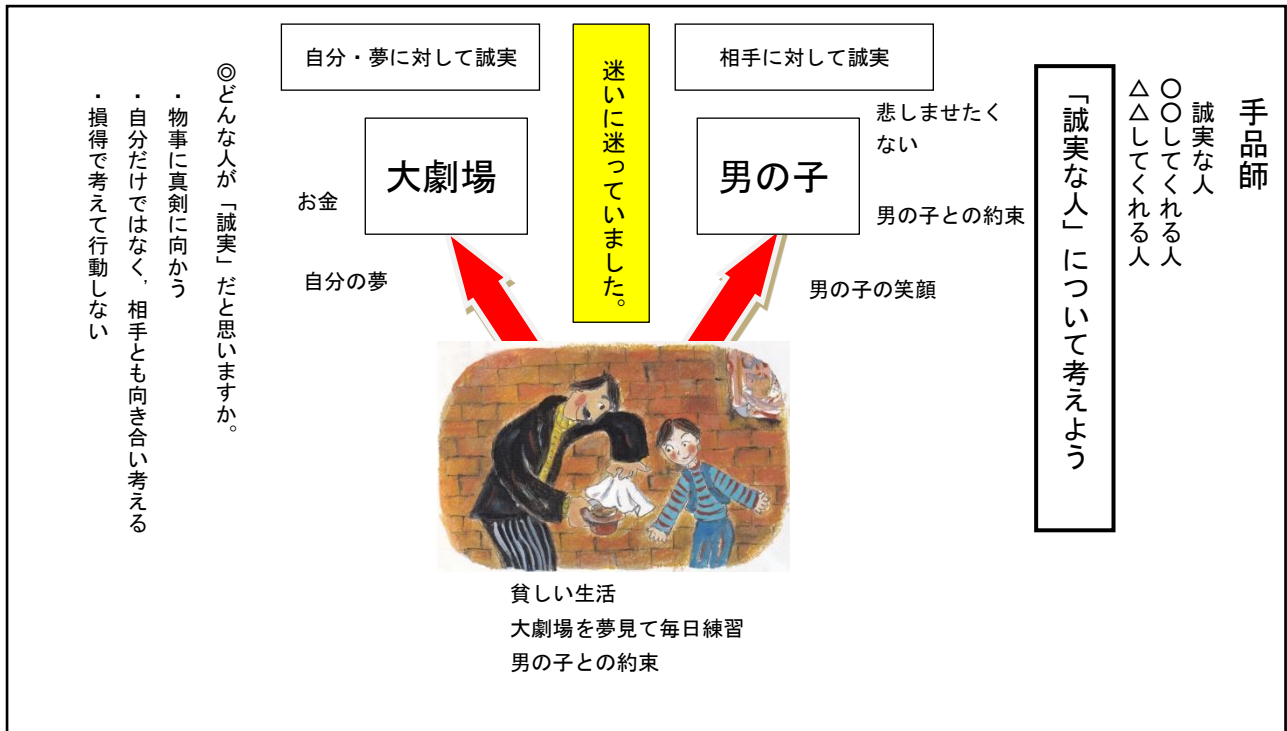 手品師
誠実な人
〇〇してくれる人
△△してくれる人
「誠実な人」について考えよう
相手に対して誠実
男の子
悲しませたく
ない
男の子との約束
男の子の笑顔
迷いに迷っていました。
自分・夢に対して誠実
大劇場
お金
自分の夢
貧しい生活
大劇場を夢見て毎日練習
男の子との約束
◎どんな人が「誠実」だと思いますか。
・物事に真剣に向かう
・自分だけではなく，相手とも向き合い考える
・損得で考えて行動しない